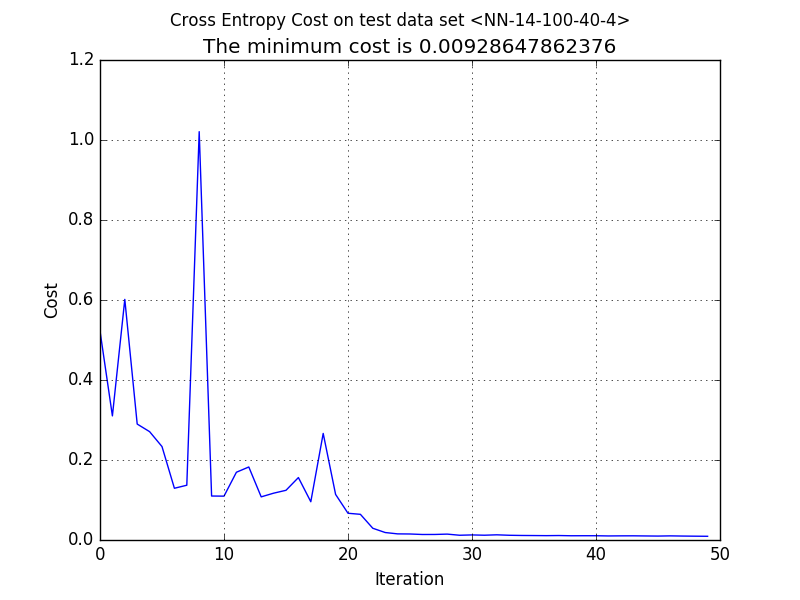 Cross Entropy Cost on test data set <NN-14-100-40-4>
The minimum cost is 0.00928647862376
1.2
1.0
0.8
0.6
0.4
0.2
0.0
Cost
0 10 20 30 40 50
Iteration